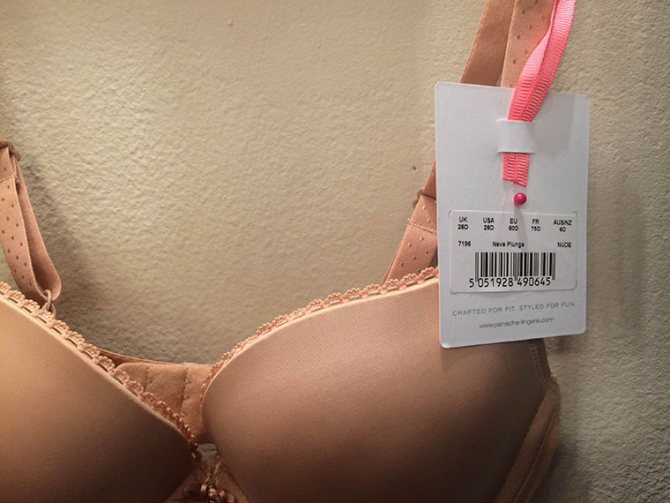 UK USA EU FR AUS/NZ
28D 28D 60D 75D 6D
7196 Neve Plunge NUDE
5 051928 490645
CRAFTED FOR FIT. STYLED FOR FUN.
www.panache-lingerie.com